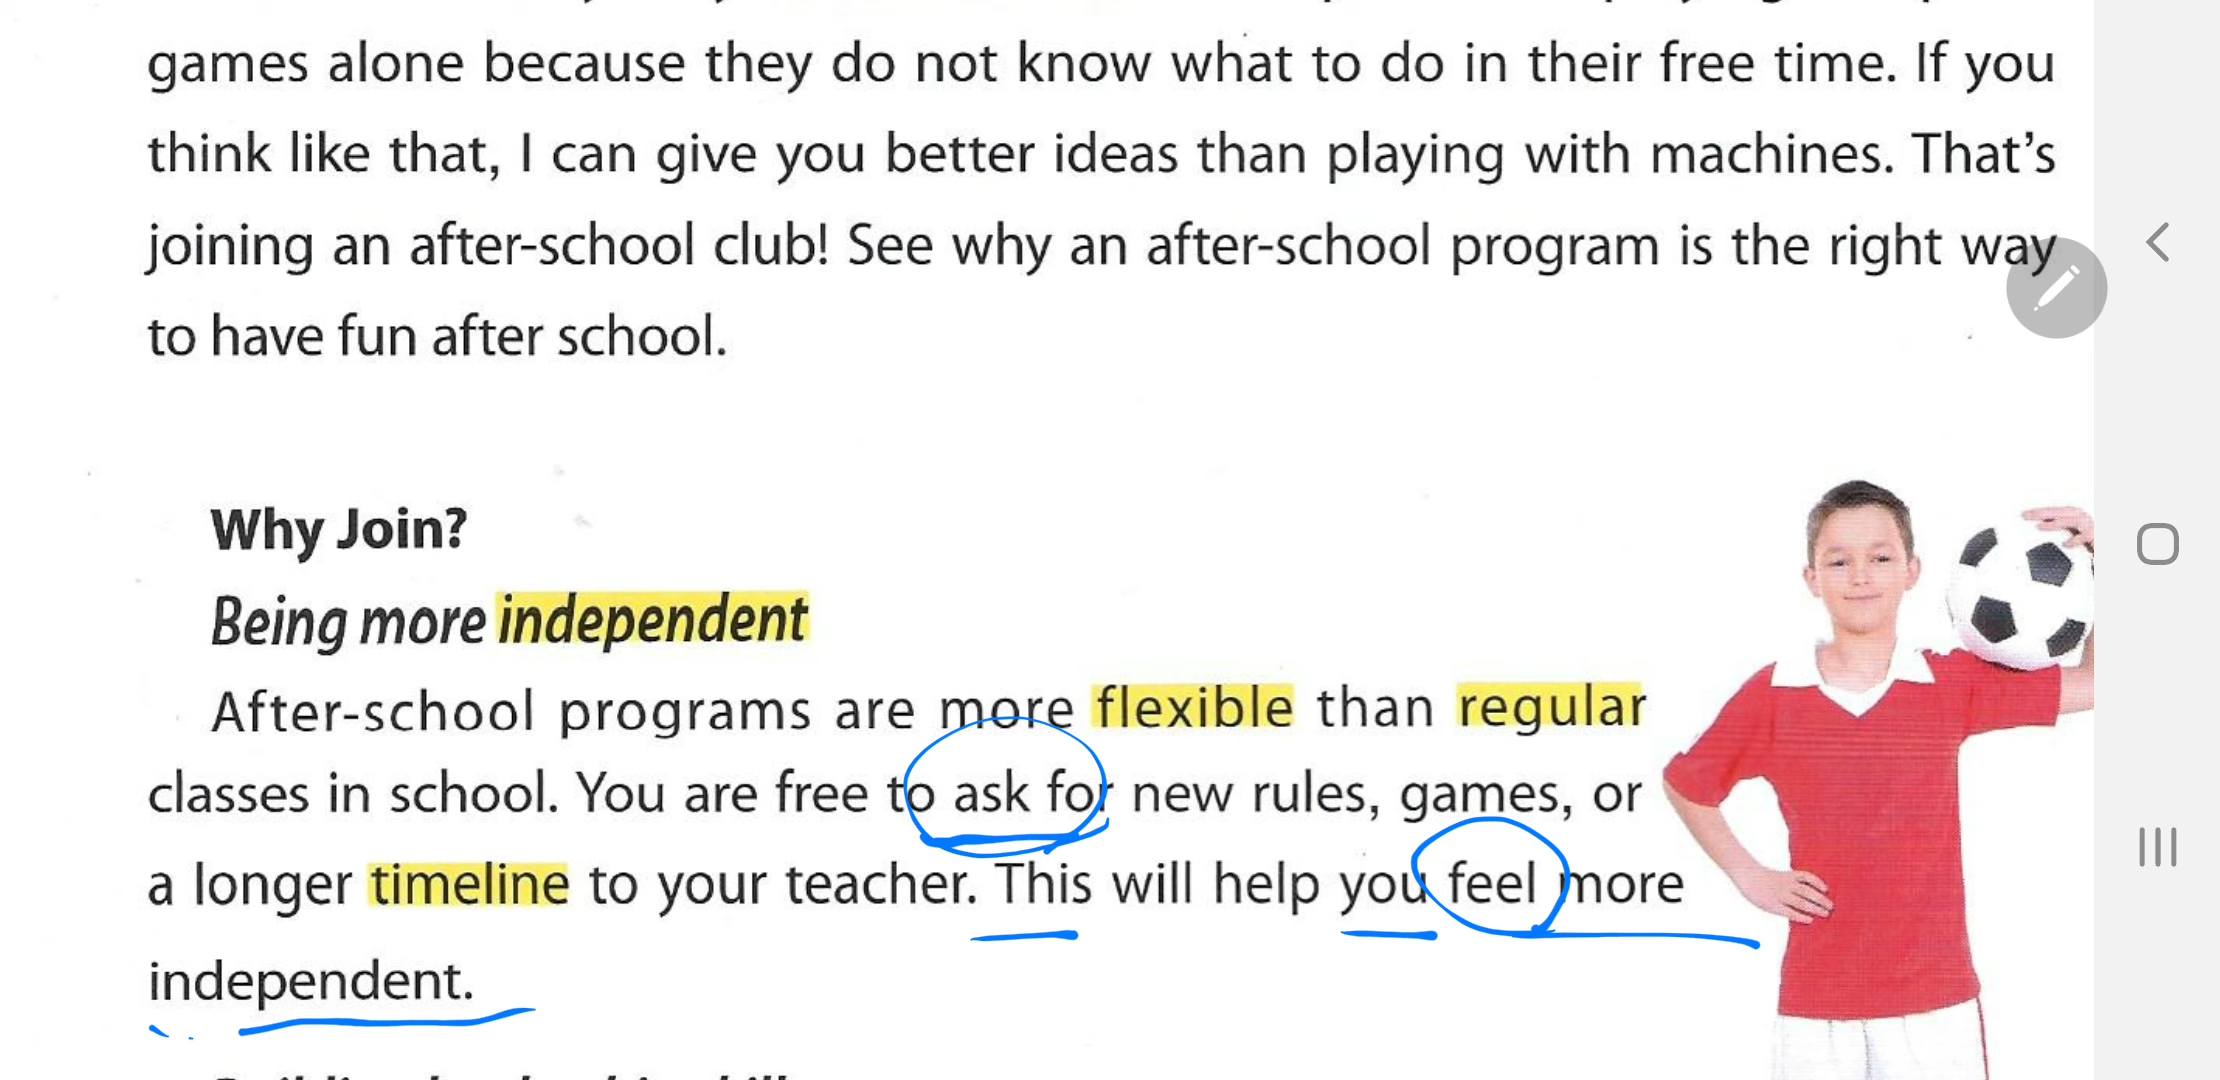 games alone because they do not know what to do in their free time. If you
think like that, I can give you better ideas than playing with machines. That's
joining an after-school club! See why an after-school program is the right way
to have fun after school.
Why Join?
Being more independent
After-school programs are more flexible than regular
classes in school. You are free to ask for new rules, games, or
a longer timeline to your teacher. This will help you feel more
independent.